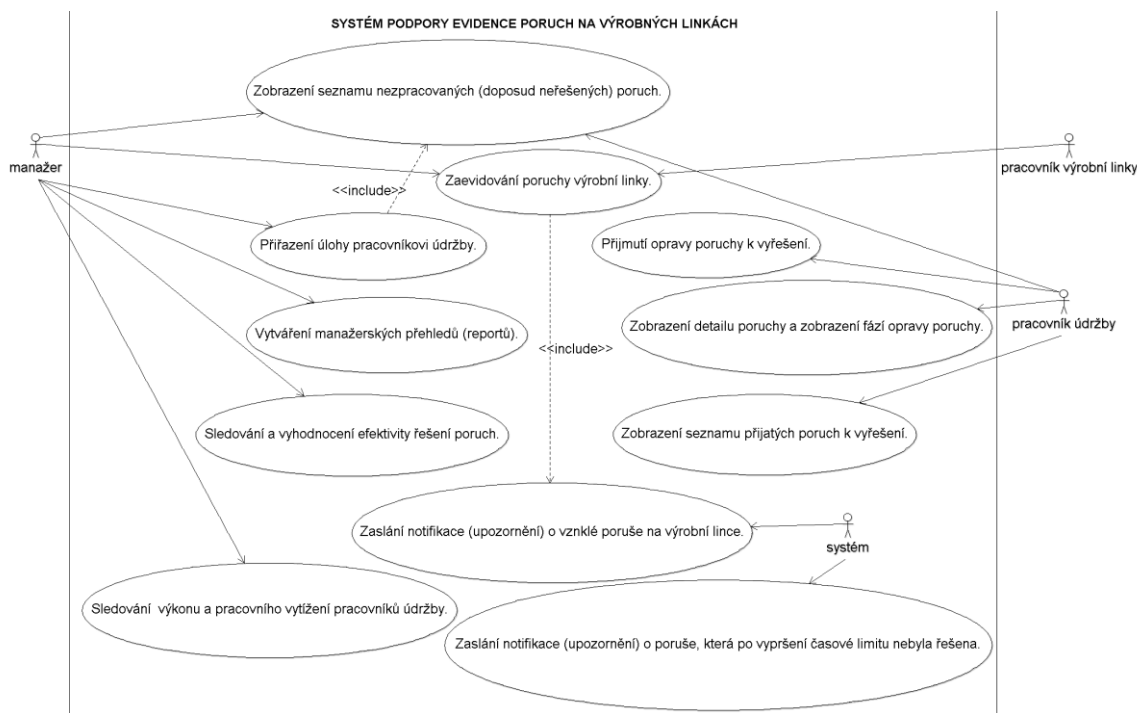 SYSTÉM PODPORY EVIDENCE PORUCH NA VÝROBNÍCH LINKÁCH
Zobrazení seznamu nezpracovaných (doposud neřešených) poruch.
manažer
pracovník výrobní linky
Zaevidování poruchy výrobní linky.
<<include>>
Přiřazení úlohy pracovníkovi údržby.
Přijmutí opravy poruchy k vyřešení.
Vytváření manažerských přehledů (reportů).
Zobrazení detailu poruchy a zobrazení fází opravy poruchy.
pracovník údržby
<<include>>
Sledování a vyhodnocení efektivity řešení poruch.
Zobrazení seznamu přijatých poruch k vyřešení.
Zaslání notifikace (upozornění) o vznklé poruše na výrobní lince.
systém
Sledování výkonu a pracovního vytížení pracovníků údržby.
Zaslání notifikace (upozornění) o poruše, která po vypršení časové limitu nebyla řešena.